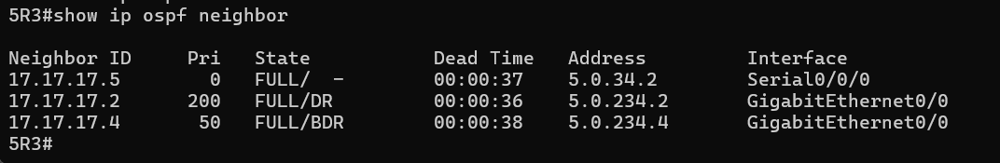 5R3#show ip ospf neighbor
Neighbor ID     Pri   State           Dead Time   Address         Interface
17.17.17.5        0   FULL/  -        00:00:37    5.0.34.2        Serial0/0/0
17.17.17.2      200   FULL/DR         00:00:36    5.0.234.2       GigabitEthernet0/0
17.17.17.4       50   FULL/BDR        00:00:38    5.0.234.4       GigabitEthernet0/0
5R3#